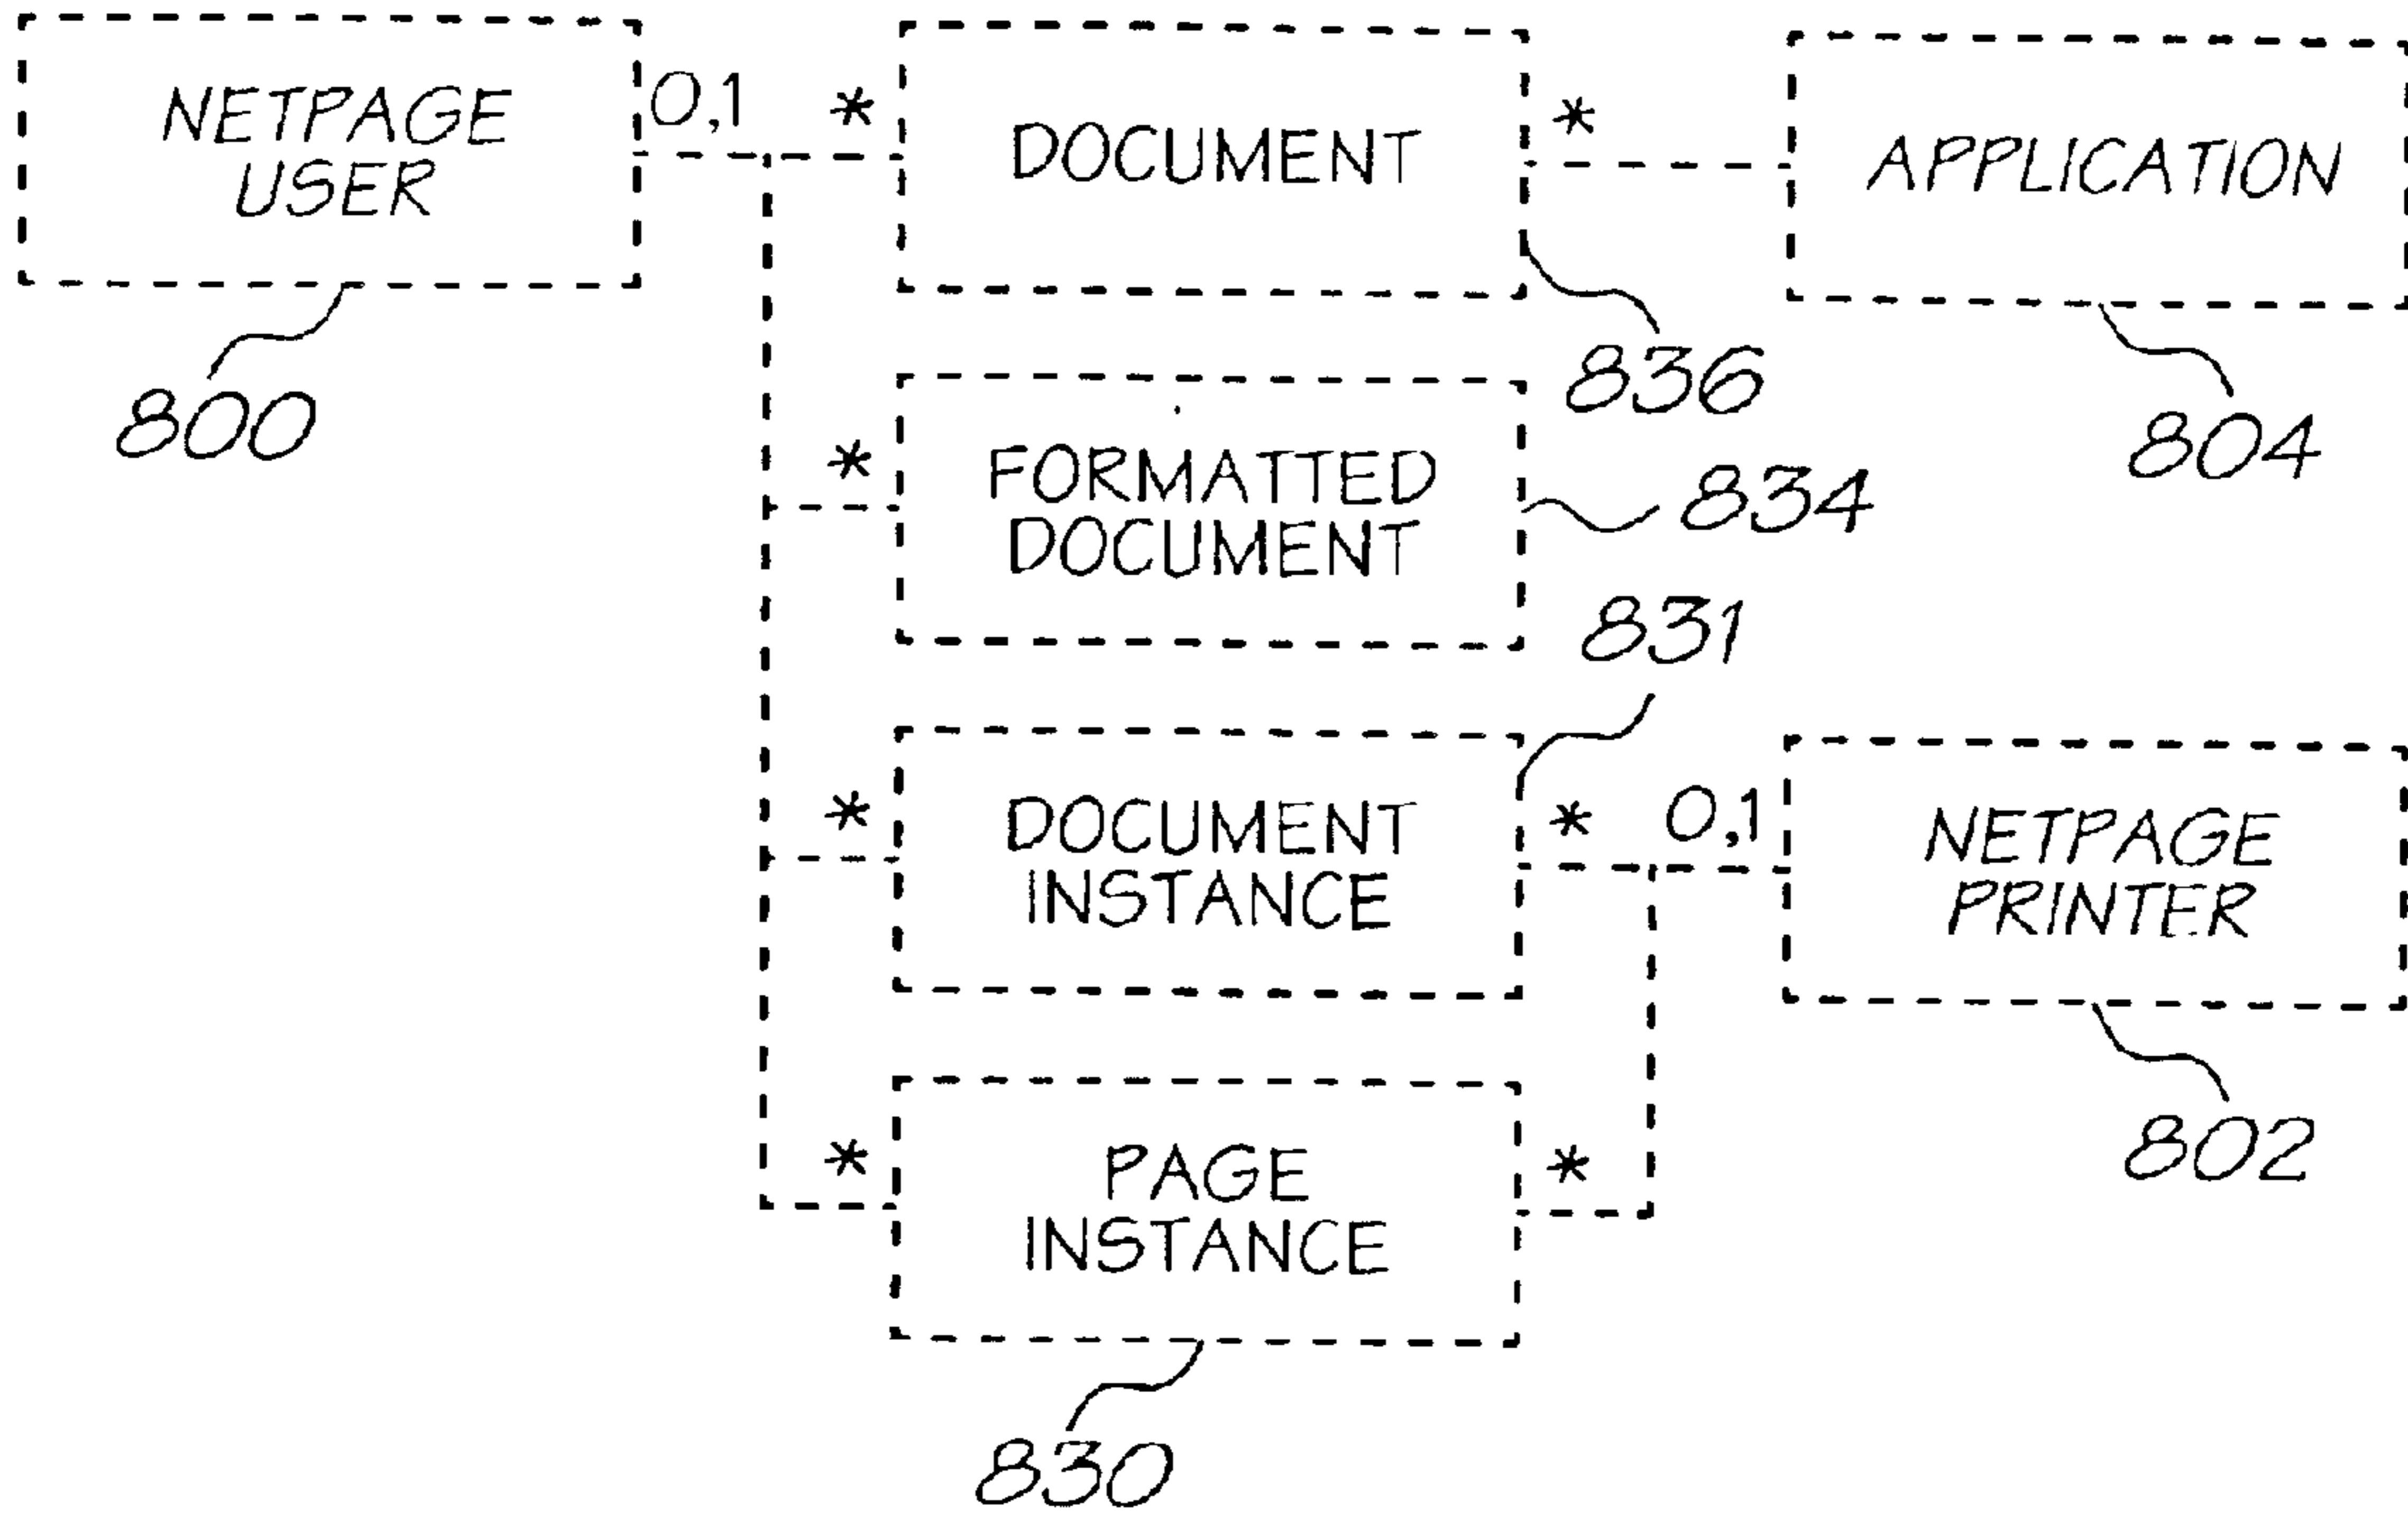 NETPAGE
USER
0,1
*
DOCUMENT
*
APPLICATION
800
836
804
*
FORMATTED
DOCUMENT
834
831
*
DOCUMENT
INSTANCE
*
0,1
NETPAGE
PRINTER
802
*
PAGE
INSTANCE
*
830